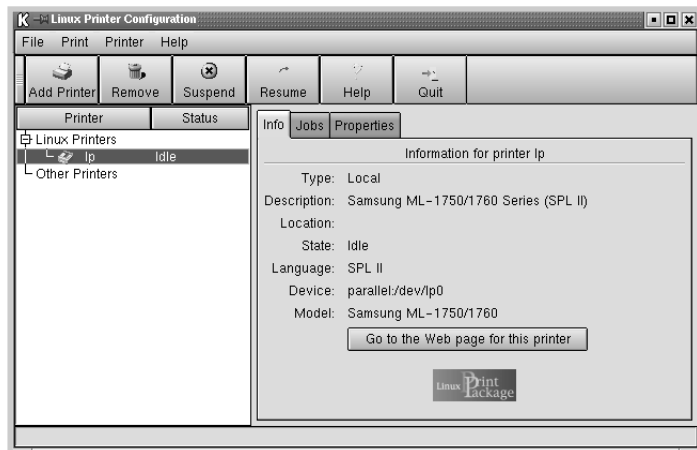 Linux Printer Configuration
File Print Printer Help
Add Printer Remove Suspend Resume Help Quit
Printer Status
Linux Printers
lp Idle
Other Printers
Info Jobs Properties
Information for printer lp
Type: Local
Description: Samsung ML-1750/1760 Series (SPL II)
Location:
State: Idle
Language: SPL II
Device: parallel:/dev/lp0
Model: Samsung ML-1750/1760
Go to the Web page for this printer
Linux Print Package